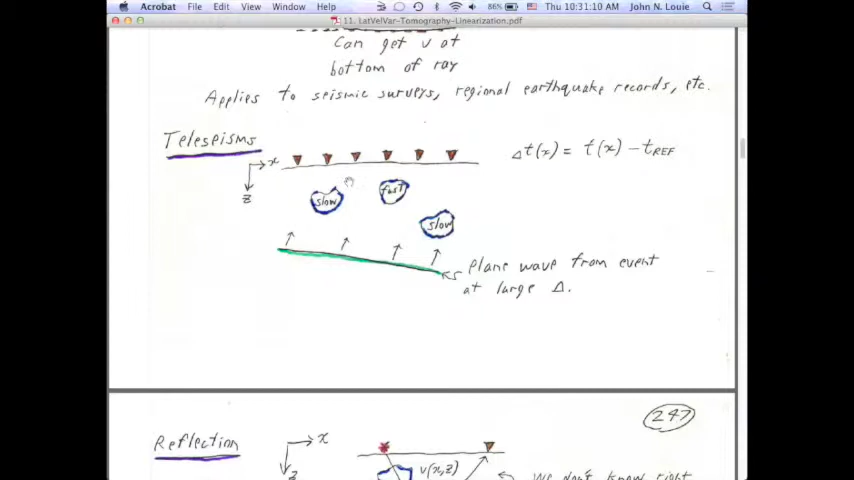 Acrobat File Edit View Window Help 86% Thu 10:31:10 AM John N. Louie
11. LatVelVar-Tomography-Linearization.pdf
Can get v at
bottom of ray
Applies to seismic surveys, regional earthquake records, etc.
Teleseisms
x
Δt(x) = t(x) - tREF
z
slow
fast
slow
plane wave from event
at large Δ.
247
Reflection
x
z
v(x,z)
We don't know right